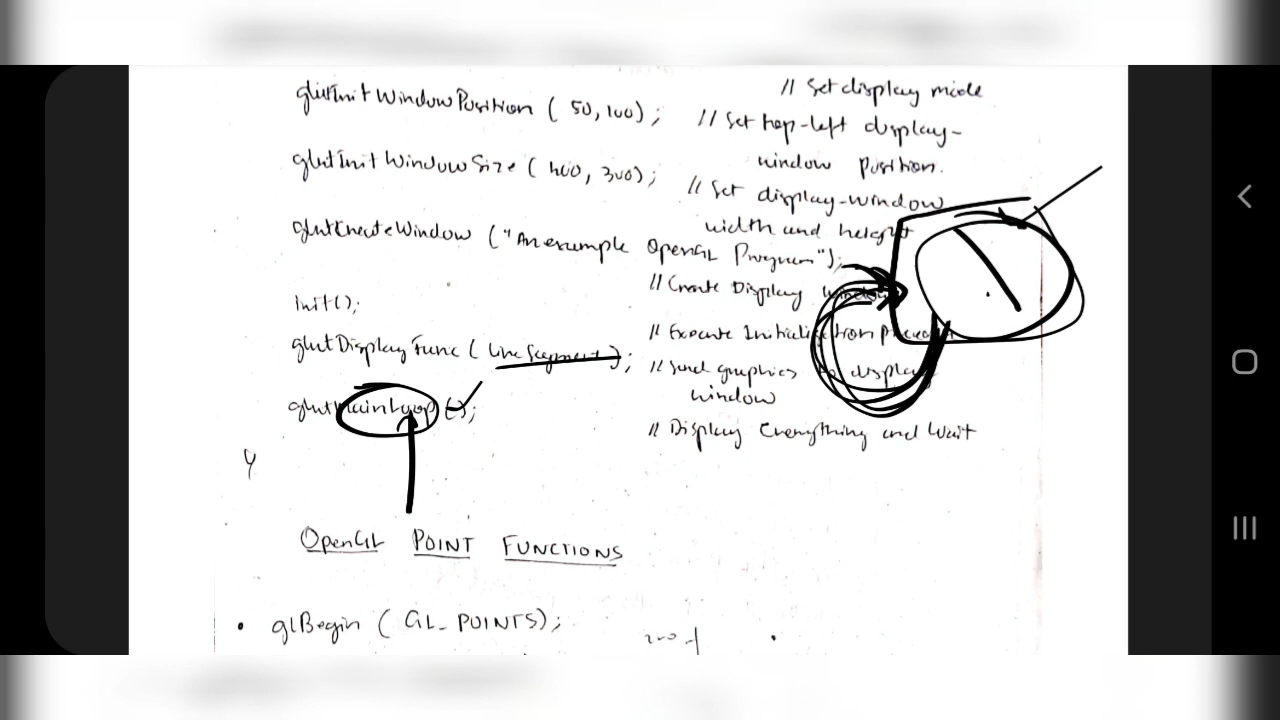 // Set display mode
glutInitWindowPosition ( 50, 100); // Set top-left display-
window position.
glutInitWindowSize ( 400, 300); // Set display-window
width and height
glutCreateWindow ("An example OpenGL Program");
// Create Display window
init(); // Execute Initialization procedure
glutDisplayFunc ( lineSegment); // Send graphics to display
window
glutMainLoop ();
// Display Everything and Wait
}
OpenGL POINT FUNCTIONS
• glBegin ( GL_POINTS);